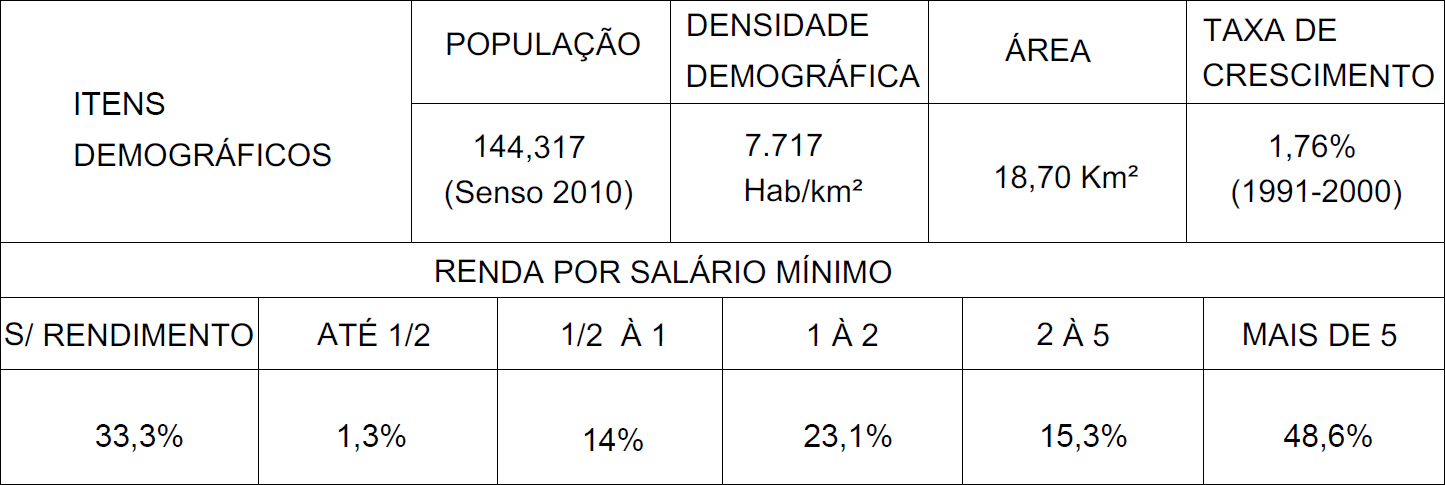 ITENS
DEMOGRÁFICOS
POPULAÇÃO
DENSIDADE
DEMOGRÁFICA
ÁREA
TAXA DE
CRESCIMENTO
144,317
(Senso 2010)
7.717
Hab/km²
18,70 Km²
1,76%
(1991-2000)
RENDA POR SALÁRIO MÍNIMO
S/ RENDIMENTO
ATÉ 1/2
1/2 À 1
1 À 2
2 À 5
MAIS DE 5
33,3%
1,3%
14%
23,1%
15,3%
48,6%